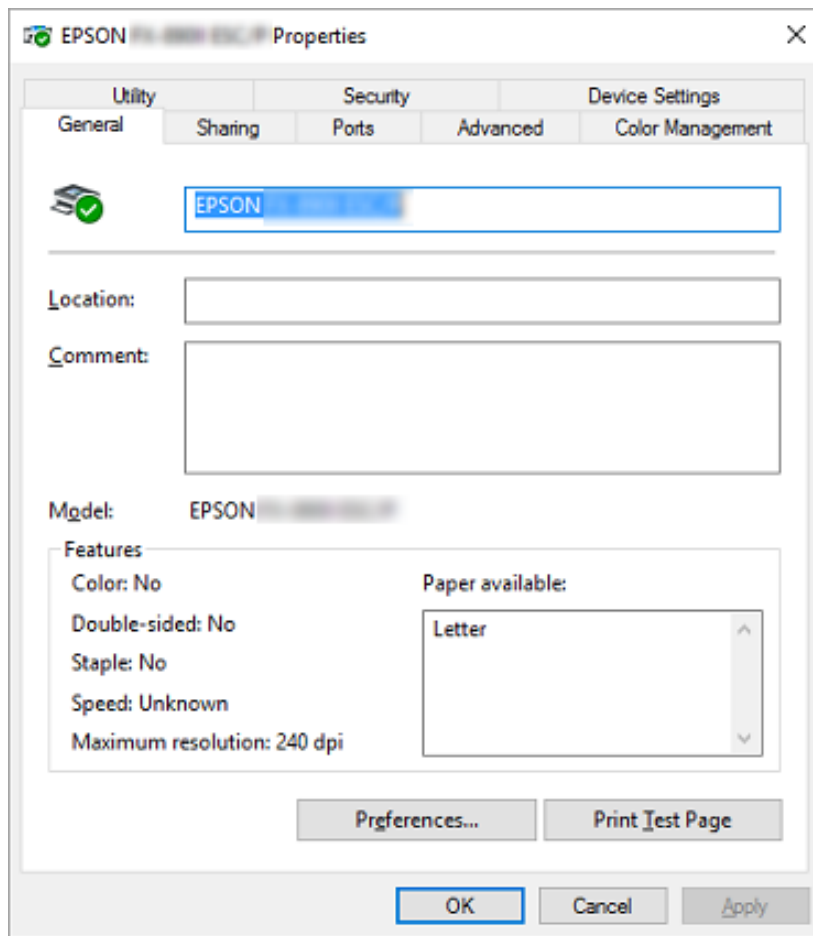 EPSON Properties
Utility Security Device Settings
General Sharing Ports Advanced Color Management
EPSON
Location:
Comment:
Model: EPSON
Features
Color: No
Paper available:
Double-sided: No
Letter
Staple: No
Speed: Unknown
Maximum resolution: 240 dpi
Preferences... Print Test Page
OK Cancel Apply